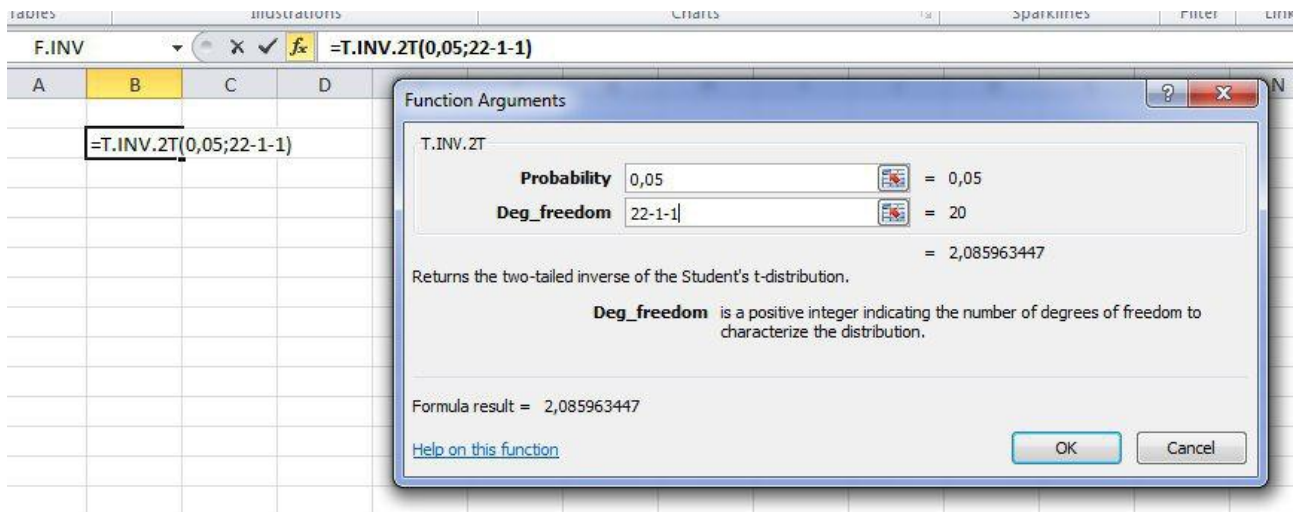 Tables Illustrations Charts Sparklines Filter
F.INV fx =T.INV.2T(0,05;22-1-1)
A B C D N
=T.INV.2T(0,05;22-1-1)
Function Arguments
T.INV.2T
Probability 0,05 = 0,05
Deg_freedom 22-1-1 = 20
= 2,085963447
Returns the two-tailed inverse of the Student's t-distribution.
Deg_freedom is a positive integer indicating the number of degrees of freedom to
characterize the distribution.
Formula result = 2,085963447
Help on this function
OK Cancel